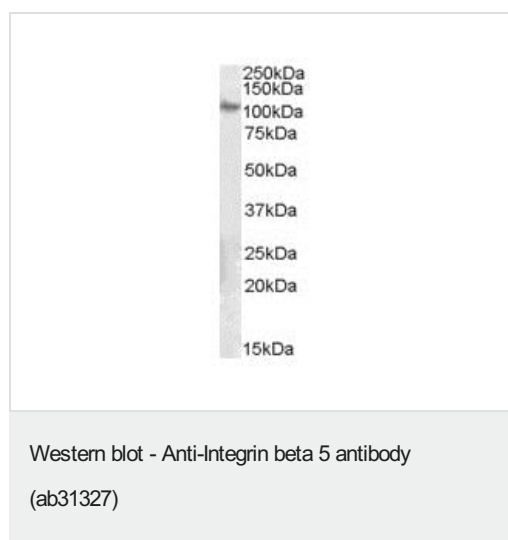 250kDa
150kDa
100kDa
75kDa
50kDa
37kDa
25kDa
20kDa
15kDa
Western blot - Anti-Integrin beta 5 antibody
(ab31327)